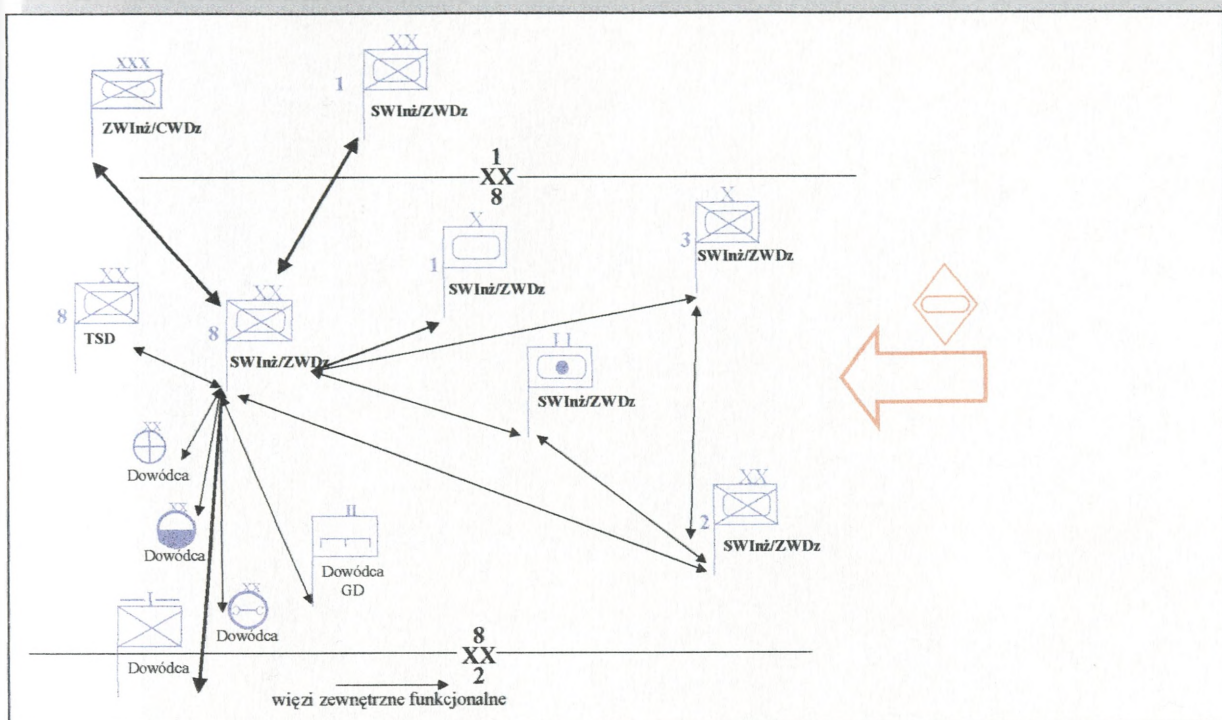 XXX
XX
1
SWInż/ZWDz
ZWInż/CWDz
1
XX
8
X
1
SWInż/ZWDz
X
3
SWInż/ZWDz
XX
8
TSD
XX
8
SWInż/ZWDz
II
SWInż/ZWDz
XX
Dowódca
XX
Dowódca
II
Dowódca
GD
XX
2
SWInż/ZWDz
XX
Dowódca
I
Dowódca
8
XX
2
więzi zewnętrzne funkcjonalne